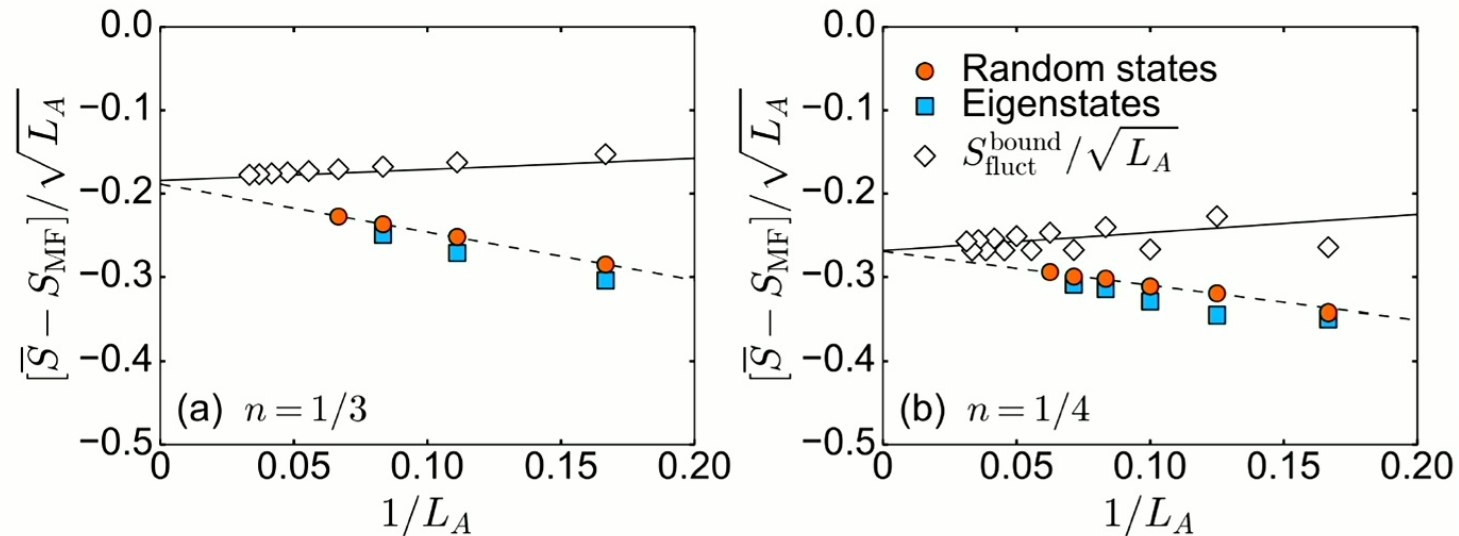 [S̅ − S_MF]/√L_A
0.0
−0.1
−0.2
−0.3
−0.4
−0.5
(a) n = 1/3
0 0.05 0.10 0.15 0.20
1/L_A
[S̅ − S_MF]/√L_A
0.0
−0.1
−0.2
−0.3
−0.4
−0.5
Random states
Eigenstates
S_fluct^bound/√L_A
(b) n = 1/4
0 0.05 0.10 0.15 0.20
1/L_A